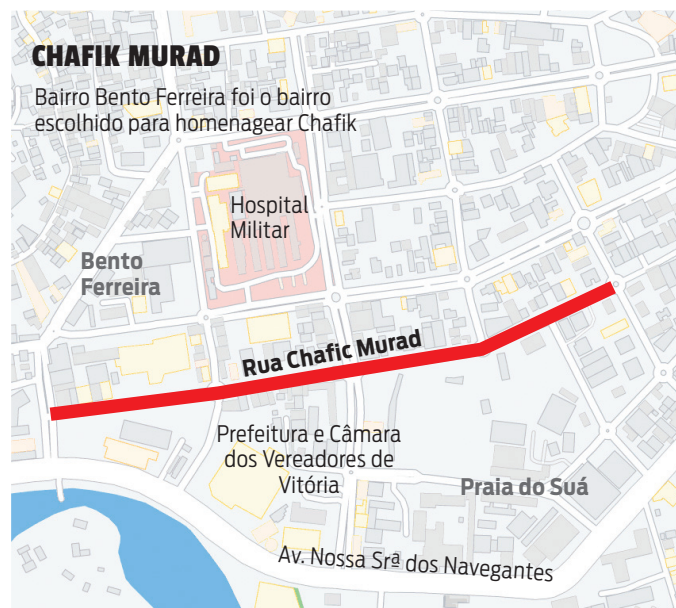 CHAFIK MURAD
Bairro Bento Ferreira foi o bairro
escolhido para homenagear Chafik
Hospital
Militar
Bento
Ferreira
Rua Chafic Murad
Prefeitura e Câmara
dos Vereadores de
Vitória
Praia do Suá
Av. Nossa Srª dos Navegantes